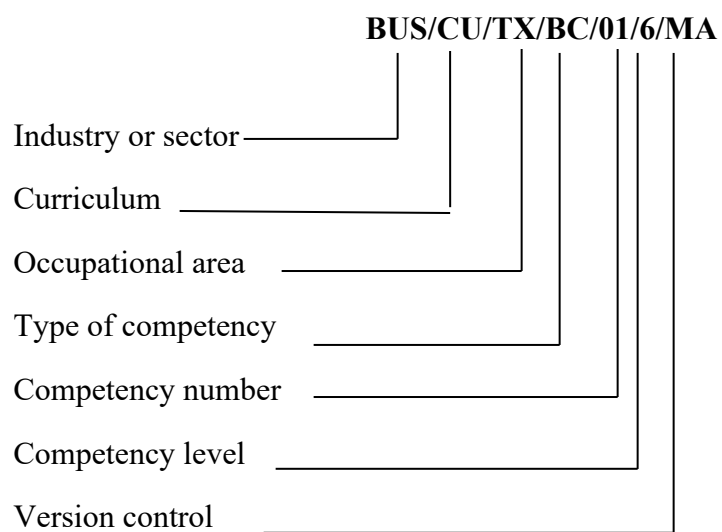 BUS/CU/TX/BC/01/6/MA
Industry or sector
Curriculum
Occupational area
Type of competency
Competency number
Competency level
Version control